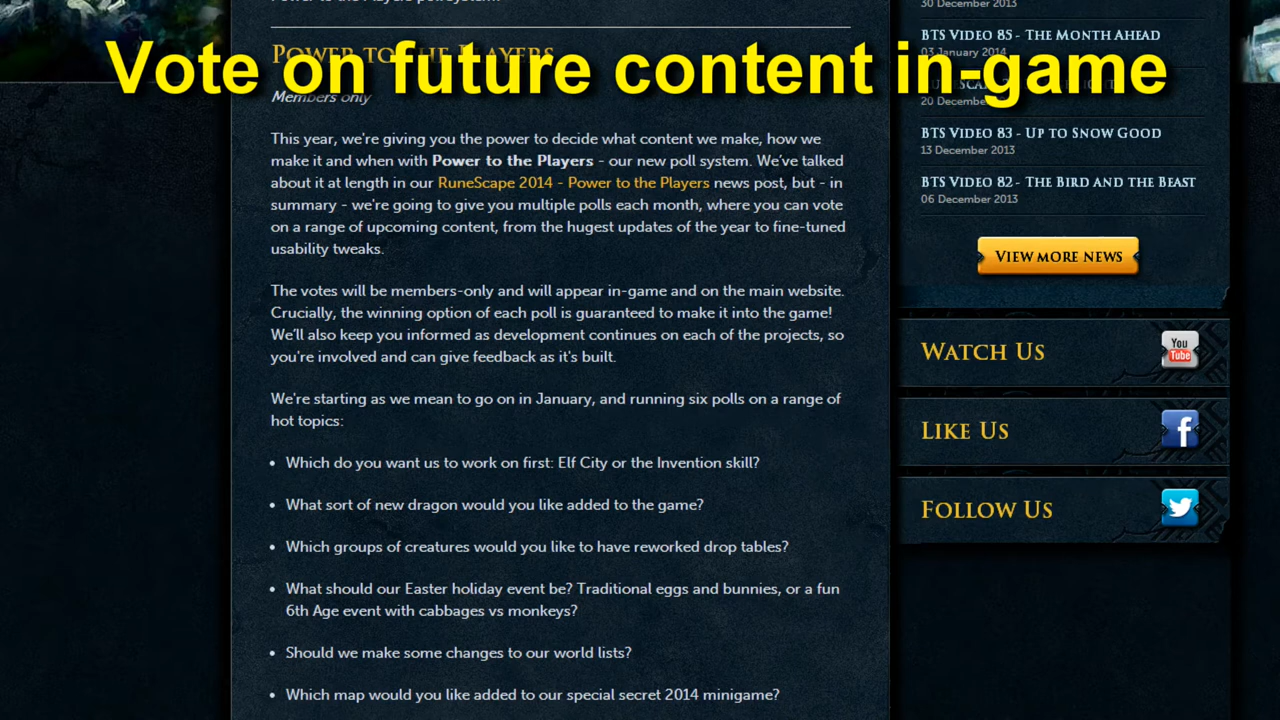 Vote on future content in-game
POWER TO THE PLAYERS
Members only
This year, we're giving you the power to decide what content we make, how we
make it and when with Power to the Players - our new poll system. We've talked
about it at length in our RuneScape 2014 - Power to the Players news post, but - in
summary - we're going to give you multiple polls each month, where you can vote
on a range of upcoming content, from the hugest updates of the year to fine-tuned
usability tweaks.
The votes will be members-only and will appear in-game and on the main website.
Crucially, the winning option of each poll is guaranteed to make it into the game!
We'll also keep you informed as development continues on each of the projects, so
you're involved and can give feedback as it's built.
We're starting as we mean to go on in January, and running six polls on a range of
hot topics:
• Which do you want us to work on first: Elf City or the Invention skill?
• What sort of new dragon would you like added to the game?
• Which groups of creatures would you like to have reworked drop tables?
• What should our Easter holiday event be? Traditional eggs and bunnies, or a fun
6th Age event with cabbages vs monkeys?
• Should we make some changes to our world lists?
• Which map would you like added to our special secret 2014 minigame?
30 December 2013
BTS VIDEO 85 - THE MONTH AHEAD
03 January 2014
20 December
BTS VIDEO 83 - UP TO SNOW GOOD
13 December 2013
BTS VIDEO 82 - THE BIRD AND THE BEAST
06 December 2013
VIEW MORE NEWS
WATCH US
You
Tube
LIKE US
f
FOLLOW US